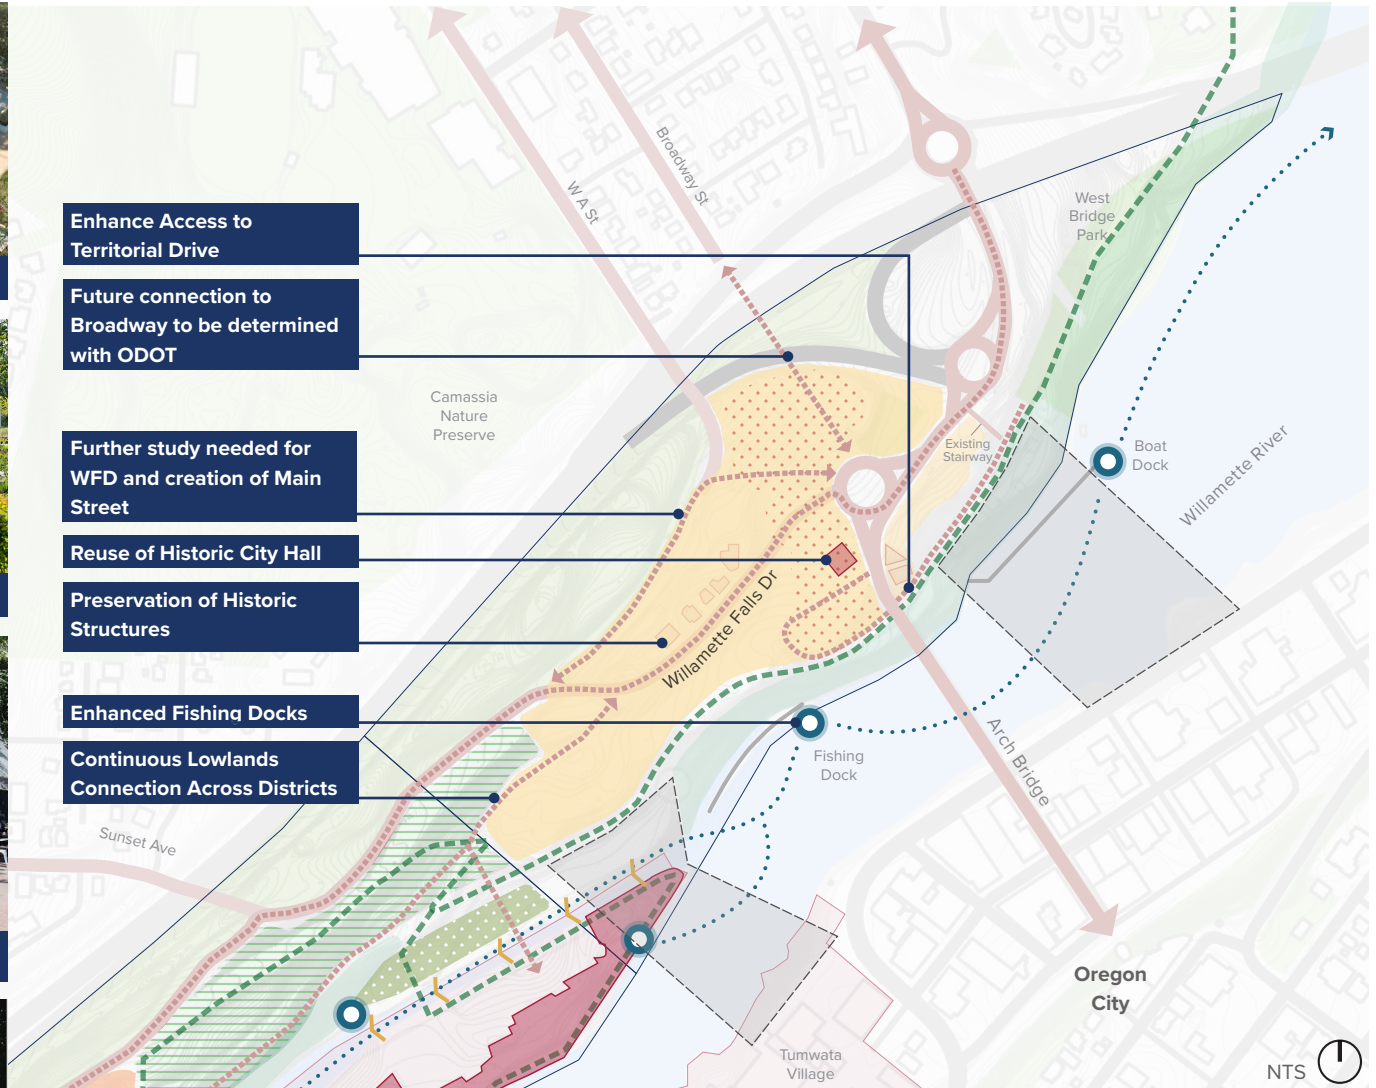 Enhance Access to
Territorial Drive
Future connection to
Broadway to be determined
with ODOT
Further study needed for
WFD and creation of Main
Street
Reuse of Historic City Hall
Preservation of Historic
Structures
Enhanced Fishing Docks
Continuous Lowlands
Connection Across Districts
W A St
Broadway St
West
Bridge
Park
Camassia
Nature
Preserve
Existing
Stairway
Boat
Dock
Willamette River
Willamette Falls Dr
Fishing
Dock
Arch Bridge
Sunset Ave
Oregon
City
Tumwata
Village
NTS